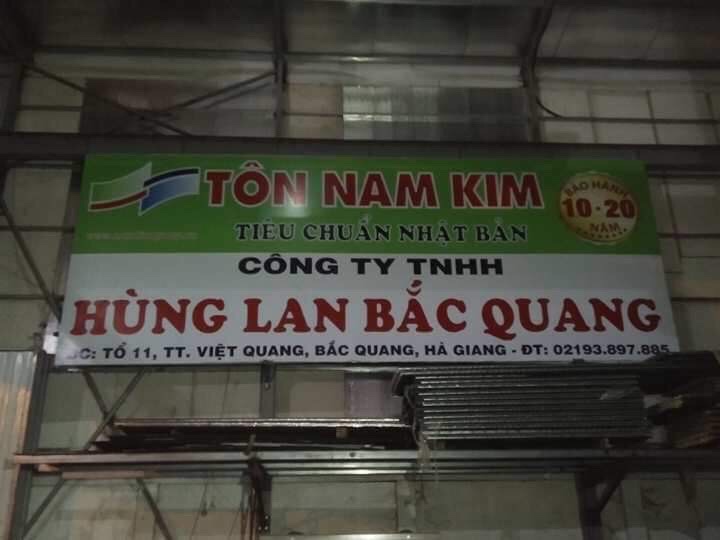 TÔN NAM KIM
TIÊU CHUẨN NHẬT BẢN
BẢO HÀNH
10 - 20
NĂM
CÔNG TY TNHH
HÙNG LAN BẮC QUANG
ĐC: TỔ 11, TT. VIỆT QUANG, BẮC QUANG, HÀ GIANG - ĐT: 02193.897.885